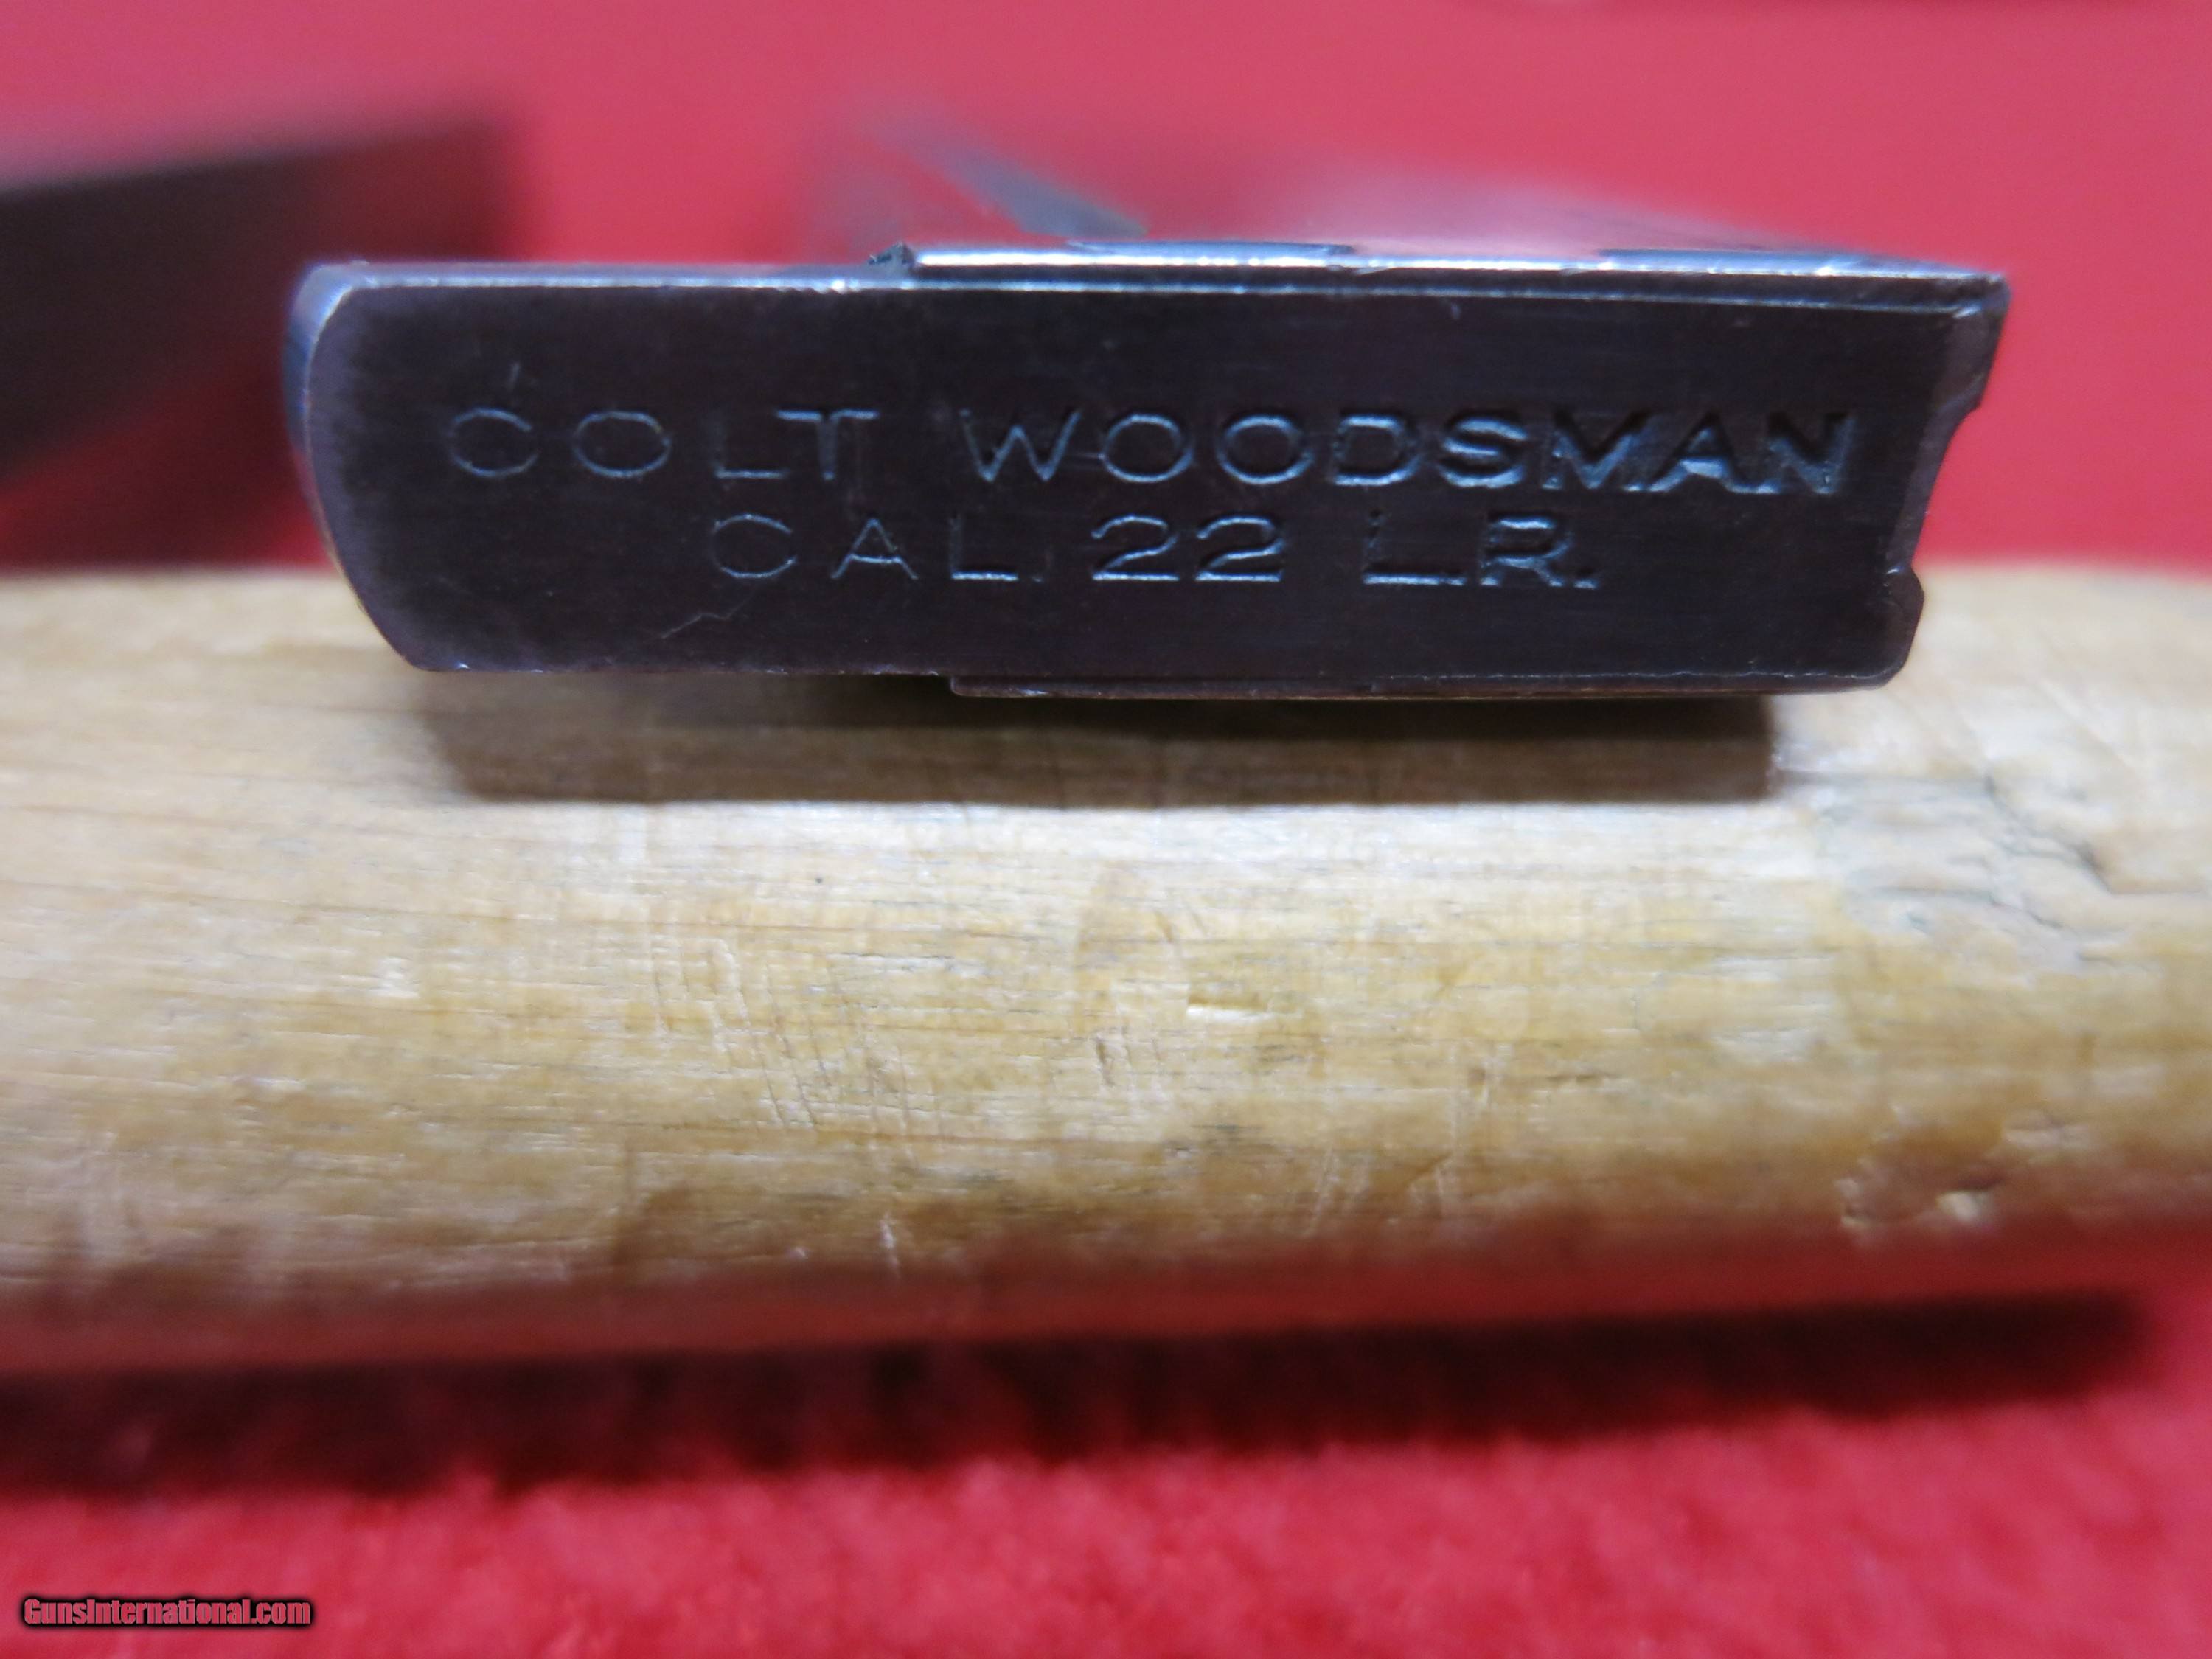 COLT WOODSMAN
CAL. 22 L.R.
GunsInternational.com